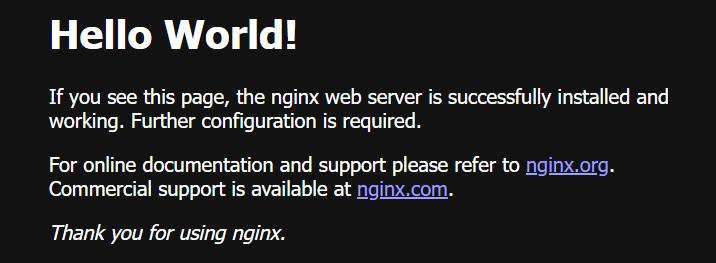 Hello World!
If you see this page, the nginx web server is successfully installed and
working. Further configuration is required.
For online documentation and support please refer to nginx.org.
Commercial support is available at nginx.com.
Thank you for using nginx.